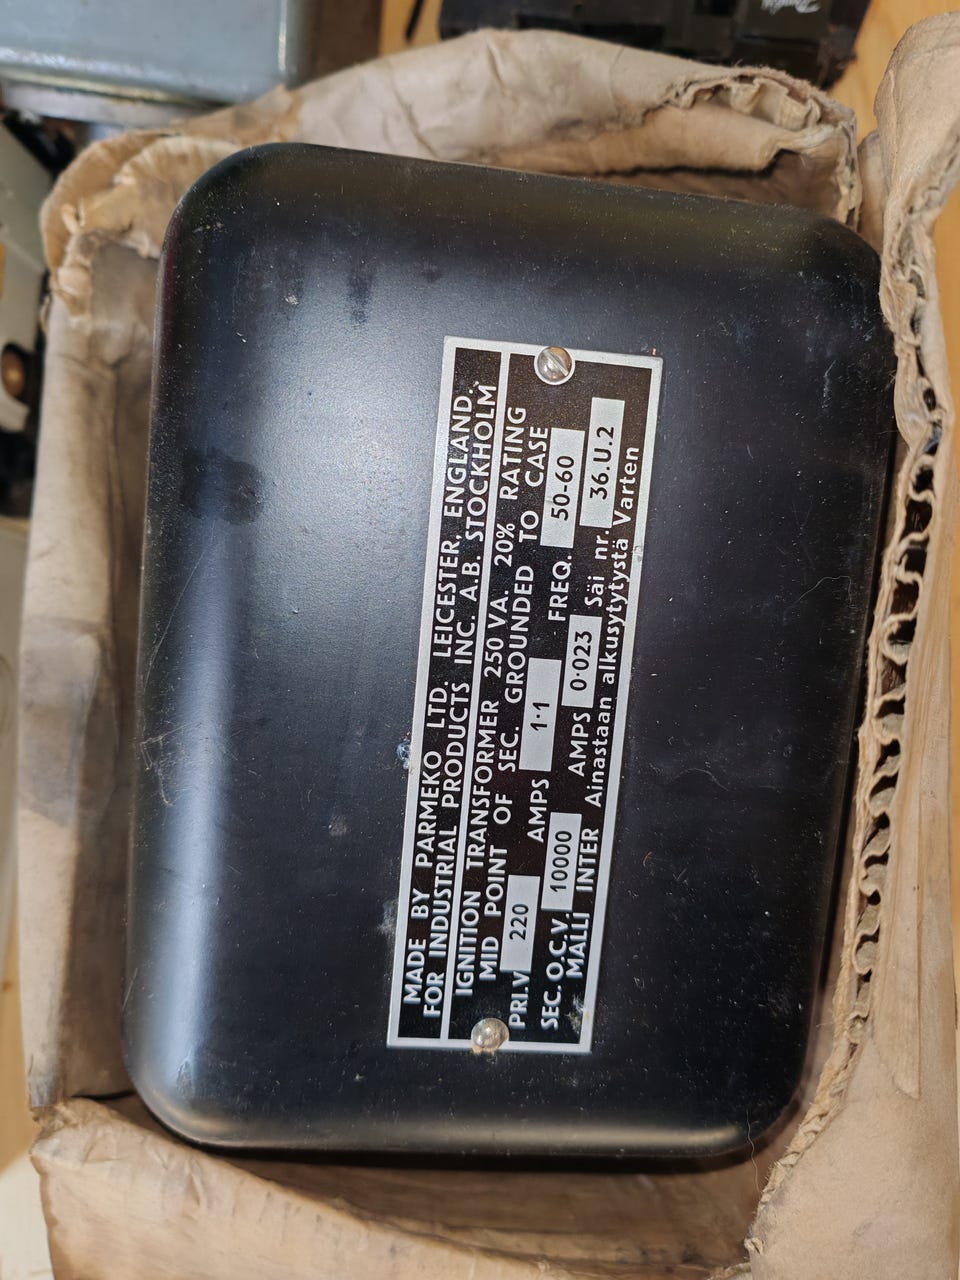 MADE BY PARMEKO LTD. LEICESTER, ENGLAND.
FOR INDUSTRIAL PRODUCTS INC. A.B. STOCKHOLM
IGNITION TRANSFORMER 250 VA. 20% RATING
MID POINT OF SEC. GROUNDED TO CASE
PRI.V 220 AMPS 1·1 FREQ. 50-60
SEC. O.C.V. 10000 AMPS 0·023 Säi nr. 36.U.2
MALLI INTER Ainastaan alkusytytystä Varten
Danfoss